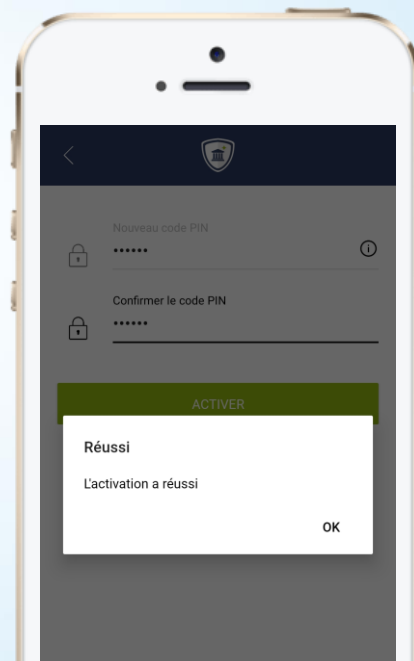 Nouveau code PIN
••••••
Confirmer le code PIN
••••••
ACTIVER
Réussi
L'activation a réussi
OK